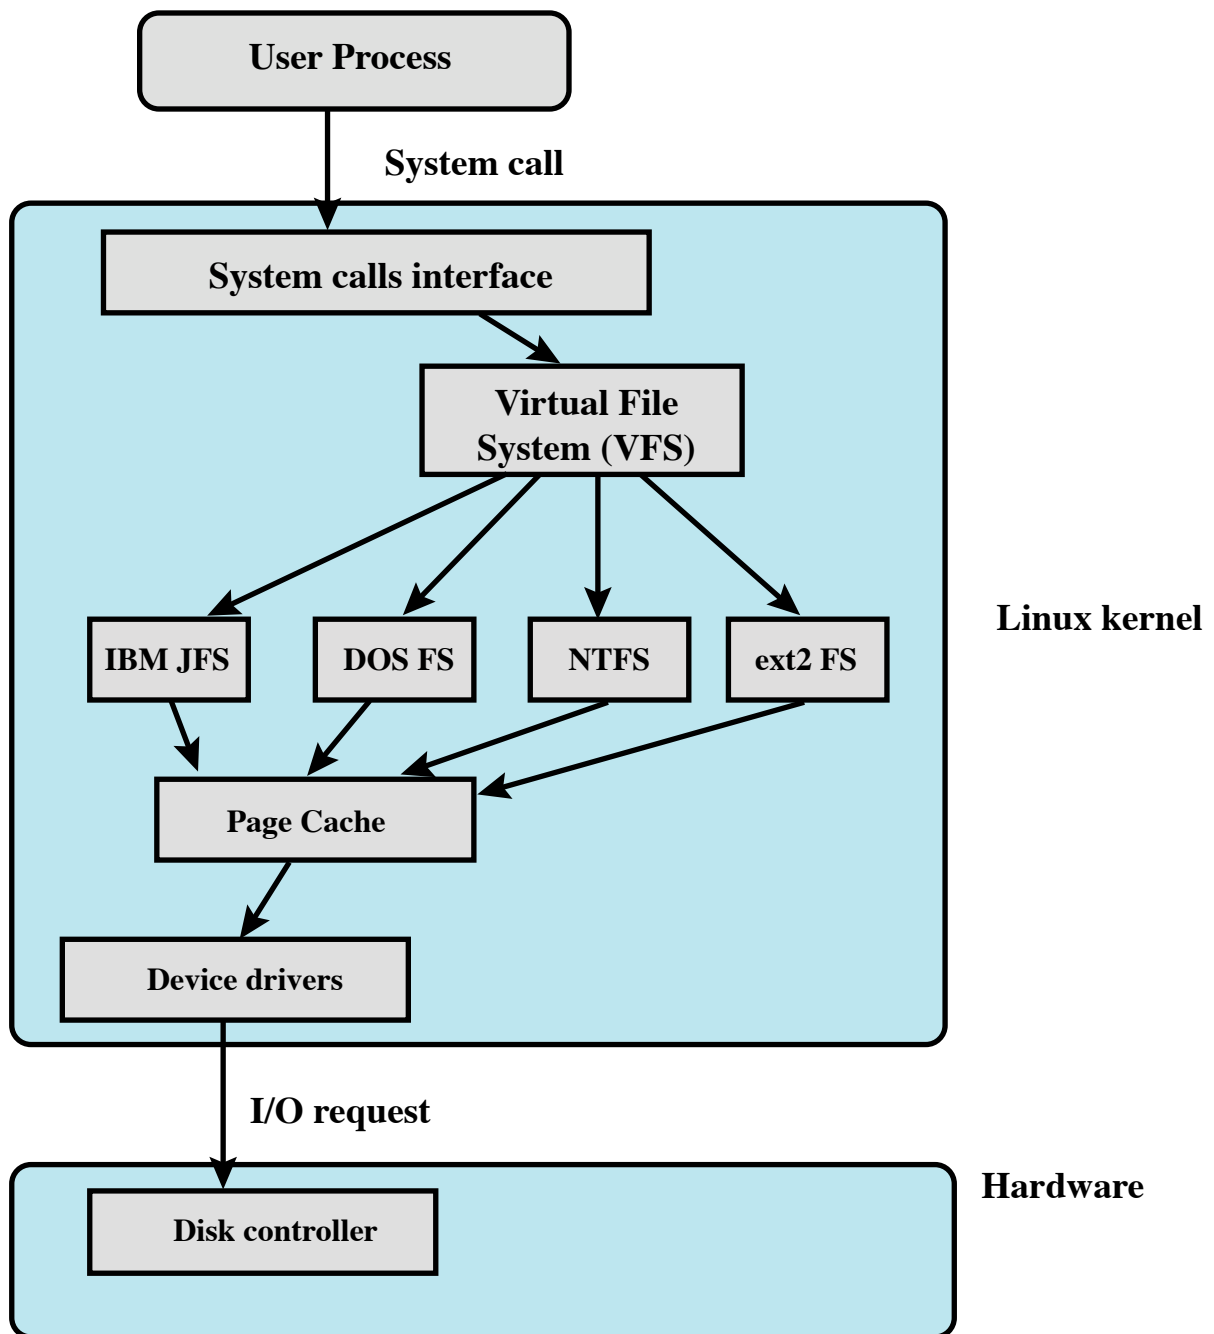 User Process
System call
System calls interface
Virtual File
System (VFS)
Linux kernel
IBM JFS
DOS FS
NTFS
ext2 FS
Page Cache
Device drivers
I/O request
Hardware
Disk controller